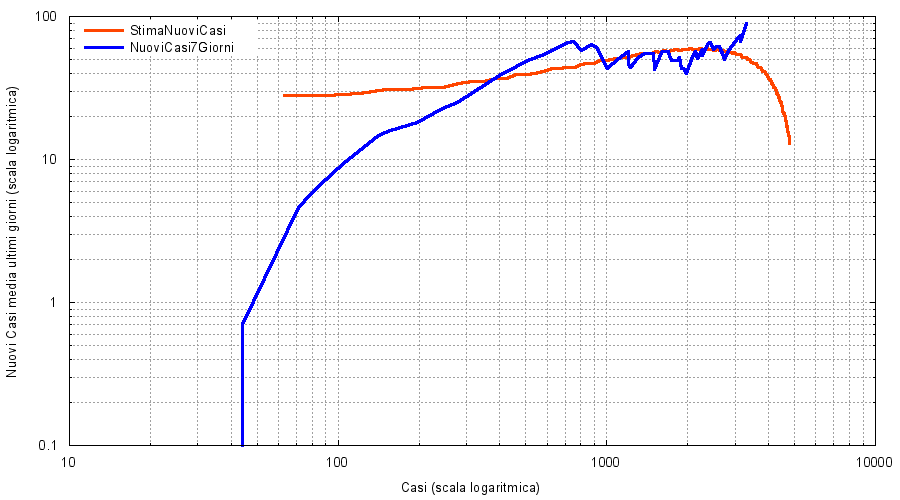 100
10
1
0.1
Nuovi Casi media ultimi giorni (scala logaritmica)
StimaNuoviCasi
NuoviCasi7Giorni
10
100
1000
10000
Casi (scala logaritmica)